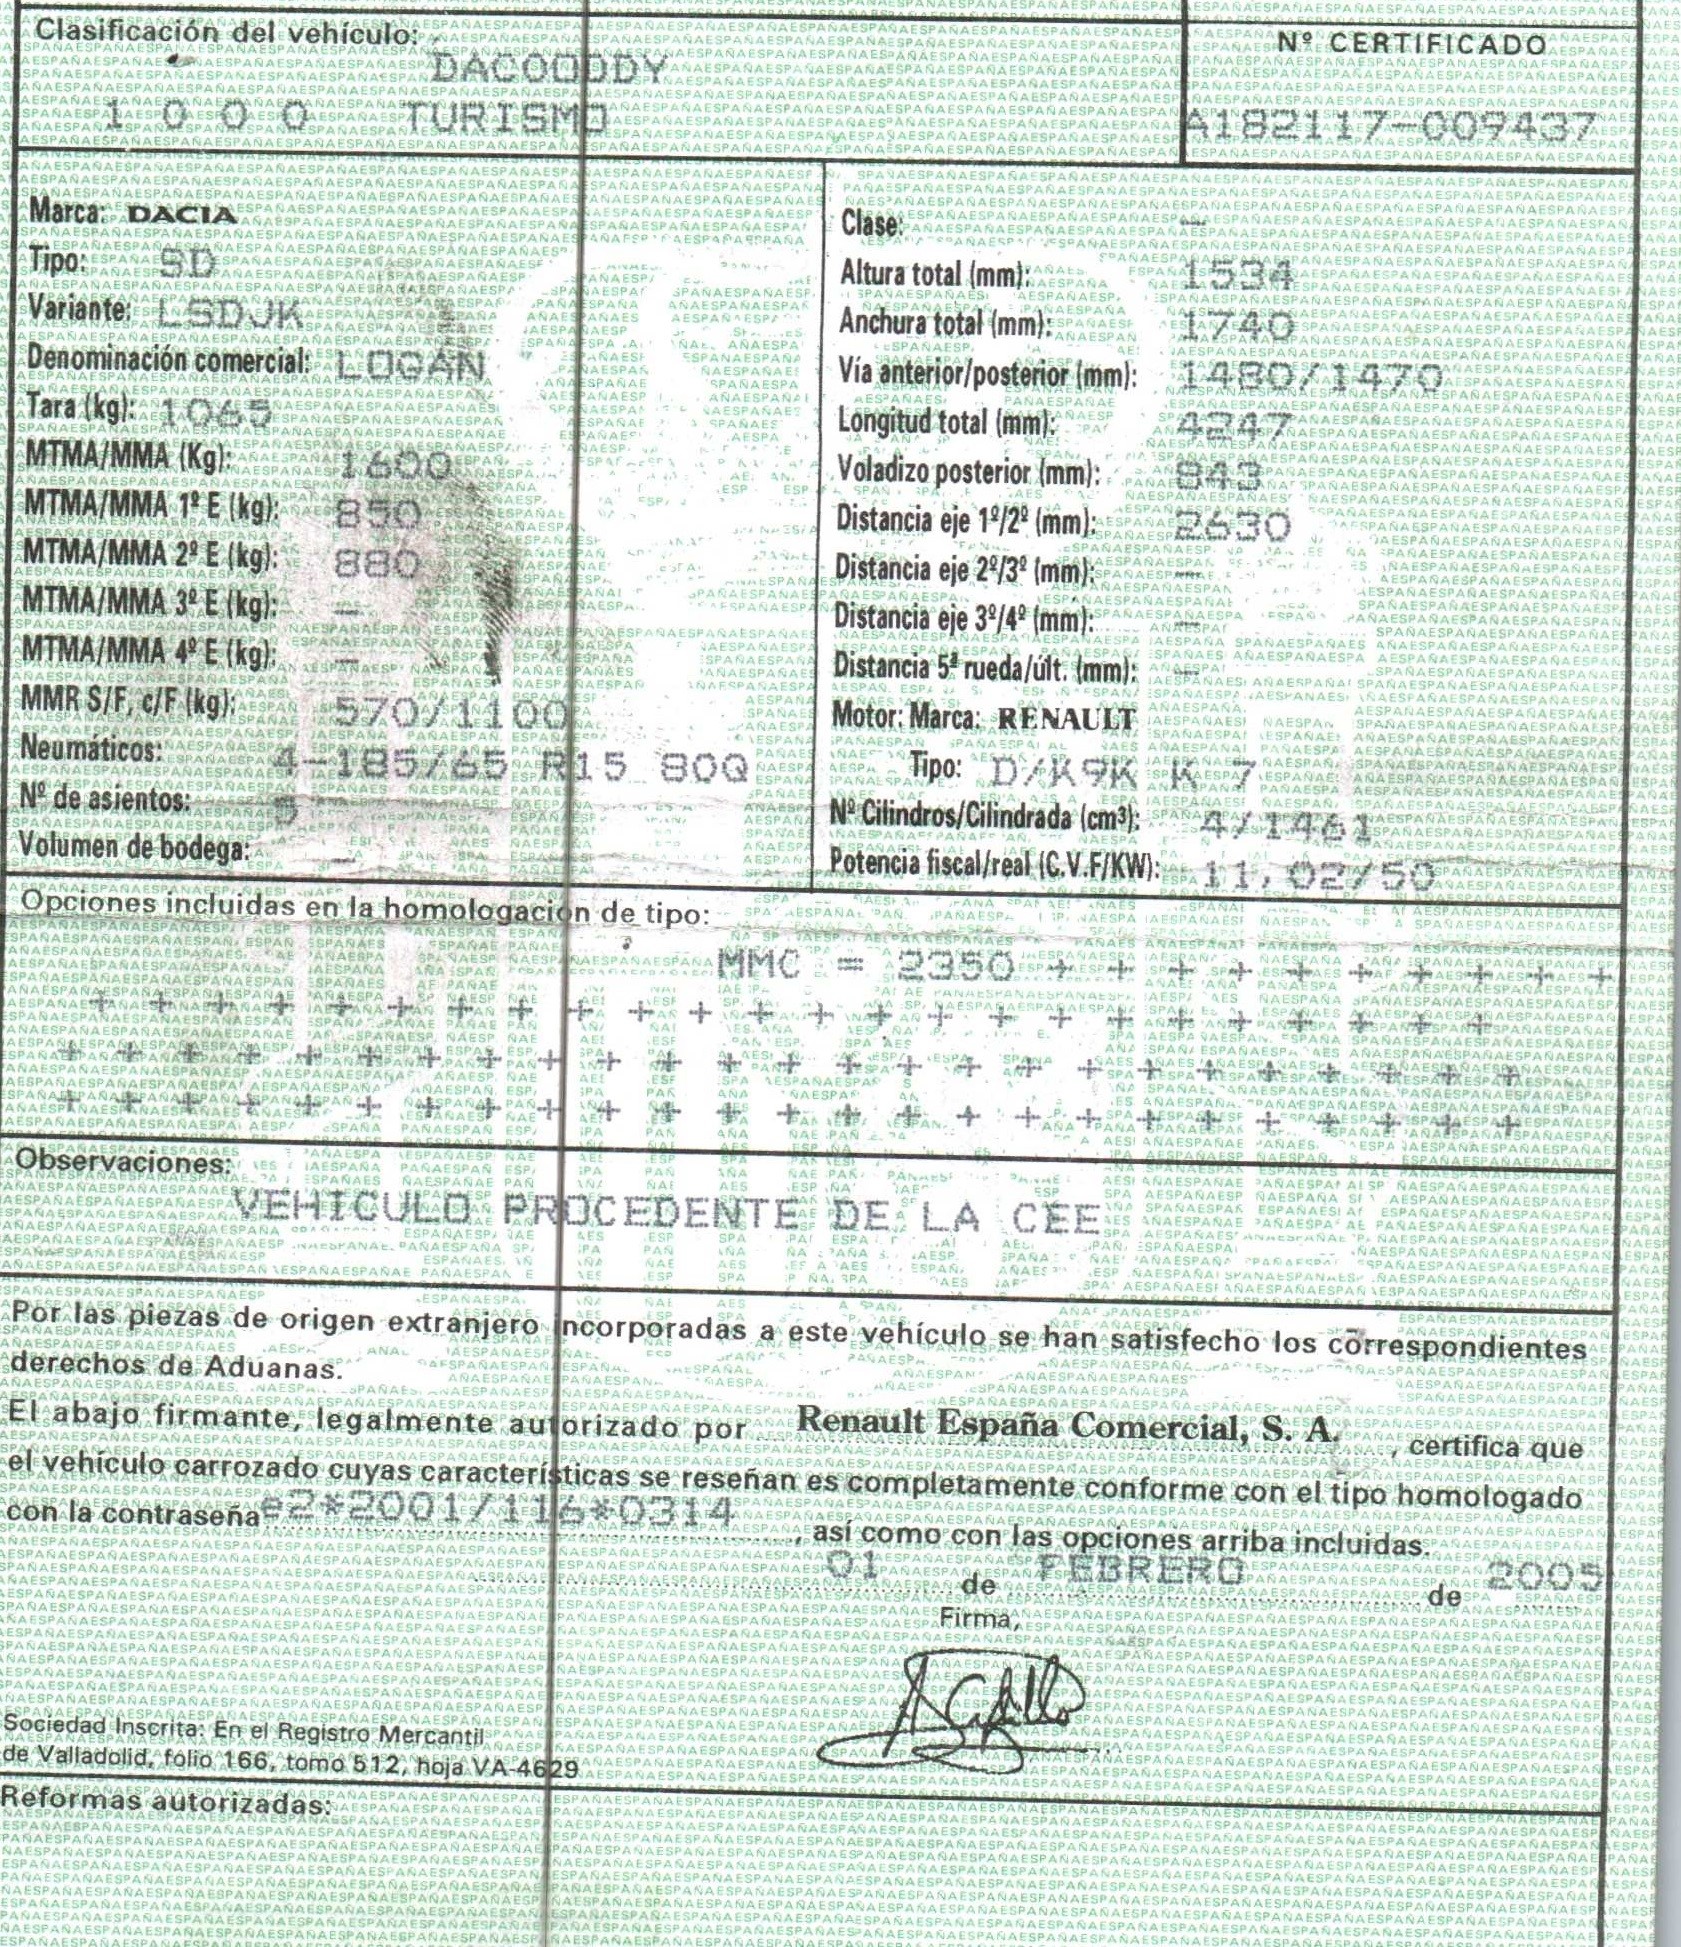 Clasificación del vehículo:
DACOODDY
1 0 0 0 TURISMO
Nº CERTIFICADO
A182117-009437
Marca: DACIA
Tipo: SD
Variante: LSDJK
Denominación comercial: LOGAN
Tara (kg): 1065
MTMA/MMA (Kg): 1600
MTMA/MMA 1º E (kg): 850
MTMA/MMA 2º E (kg): 880
MTMA/MMA 3º E (kg): —
MTMA/MMA 4º E (kg): —
MMR S/F, c/F (kg): 570/1100
Neumáticos: 4-185/65 R15 80Q
Nº de asientos: 5
Volumen de bodega: —
Clase: —
Altura total (mm): 1534
Anchura total (mm): 1740
Vía anterior/posterior (mm): 1480/1470
Longitud total (mm): 4247
Voladizo posterior (mm): 843
Distancia eje 1º/2º (mm): 2630
Distancia eje 2º/3º (mm): —
Distancia eje 3º/4º (mm): —
Distancia 5ª rueda/últ. (mm): —
Motor: Marca: RENAULT
Tipo: D/K9K K 7
Nº Cilindros/Cilindrada (cm³): 4/1461
Potencia fiscal/real (C.V.F/KW): 11,02/50
Opciones incluidas en la homologación de tipo:
MMC = 2350 + + + + + + + + + +
+ + + + + + + + + + + + + + + + + + + + + + + +
+ + + + + + + + + + + + + + + + + + + + + + + + +
+ + + + + + + + + + + + + + + + + + + + + + + + +
Observaciones:
VEHICULO PROCEDENTE DE LA CEE
Por las piezas de origen extranjero incorporadas a este vehículo se han satisfecho los correspondientes
derechos de Aduanas.
El abajo firmante, legalmente autorizado por Renault España Comercial, S. A. , certifica que
el vehículo carrozado cuyas características se reseñan es completamente conforme con el tipo homologado
con la contraseña e2*2001/116*0314 , así como con las opciones arriba incluidas.
01 de FEBRERO de 2005
Firma,
Sociedad Inscrita: En el Registro Mercantil
de Valladolid, folio 166, tomo 512, hoja VA-4629
Reformas autorizadas: